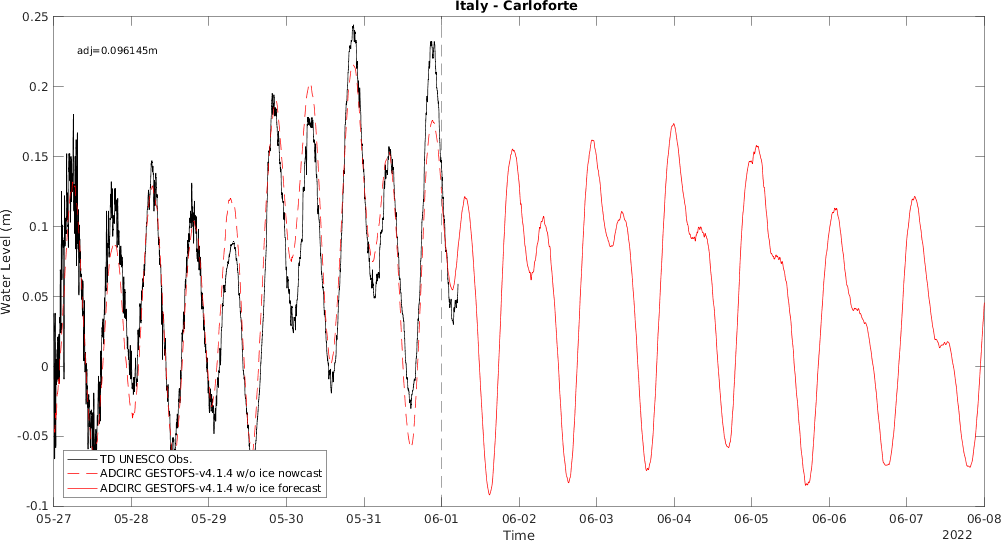 Italy - Carloforte
adj=0.096145m
Water Level (m)
0.25
0.2
0.15
0.1
0.05
0
-0.05
-0.1
TD UNESCO Obs.
ADCIRC GESTOFS-v4.1.4 w/o ice nowcast
ADCIRC GESTOFS-v4.1.4 w/o ice forecast
05-27 05-28 05-29 05-30 05-31 06-01 06-02 06-03 06-04 06-05 06-06 06-07 06-08
Time
2022